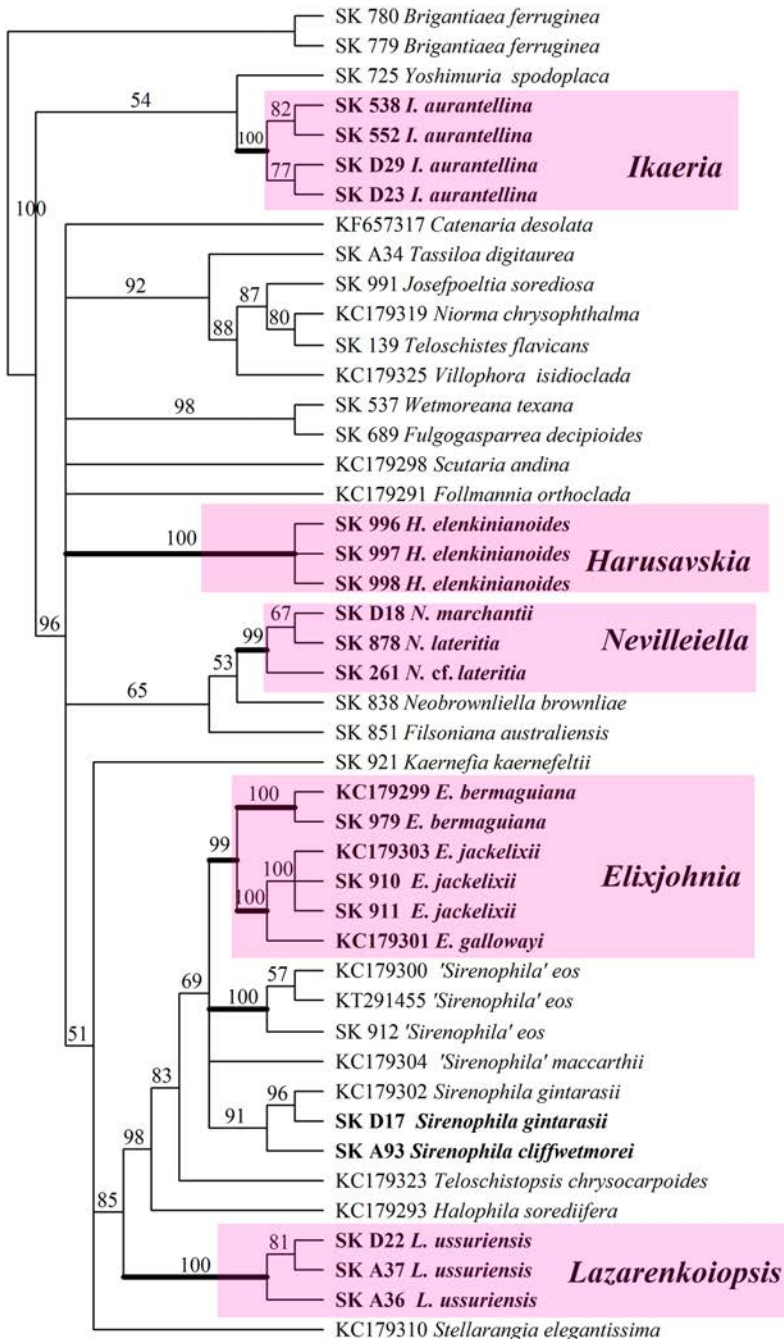 SK 780 Brigantiaea ferruginea
SK 779 Brigantiaea ferruginea
SK 725 Yoshimuria spodoplaca
54
82
SK 538 I. aurantellina
SK 552 I. aurantellina
100
77
SK D29 I. aurantellina
Ikaeria
SK D23 I. aurantellina
100
KF657317 Catenaria desolata
SK A34 Tassiloa digitaurea
92
87
SK 991 Josefpoeltia sorediosa
80
KC179319 Niorma chrysophthalma
88
SK 139 Teloschistes flavicans
KC179325 Villophora isidioclada
98
SK 537 Wetmoreana texana
SK 689 Fulgogasparrea decipioides
KC179298 Scutaria andina
KC179291 Follmannia orthoclada
SK 996 H. elenkinianoides
100
SK 997 H. elenkinianoides
Harusavskia
SK 998 H. elenkinianoides
96
67
SK D18 N. marchantii
99
SK 878 N. lateritia
Nevilleiella
53
SK 261 N. cf. lateritia
65
SK 838 Neobrownliella brownliae
SK 851 Filsoniana australiensis
SK 921 Kaernefia kaernefeltii
100
KC179299 E. bermaguiana
SK 979 E. bermaguiana
99
100
KC179303 E. jackelixii
100
SK 910 E. jackelixii
Elixjohnia
SK 911 E. jackelixii
KC179301 E. gallowayi
57
KC179300 'Sirenophila' eos
69
100
KT291455 'Sirenophila' eos
SK 912 'Sirenophila' eos
51
KC179304 'Sirenophila' maccarthii
83
96
KC179302 Sirenophila gintarasii
91
SK D17 Sirenophila gintarasii
98
SK A93 Sirenophila cliffwetmorei
KC179323 Teloschistopsis chrysocarpoides
85
KC179293 Halophila sorediifera
81
SK D22 L. ussuriensis
100
SK A37 L. ussuriensis
Lazarenkoiopsis
SK A36 L. ussuriensis
KC179310 Stellarangia elegantissima